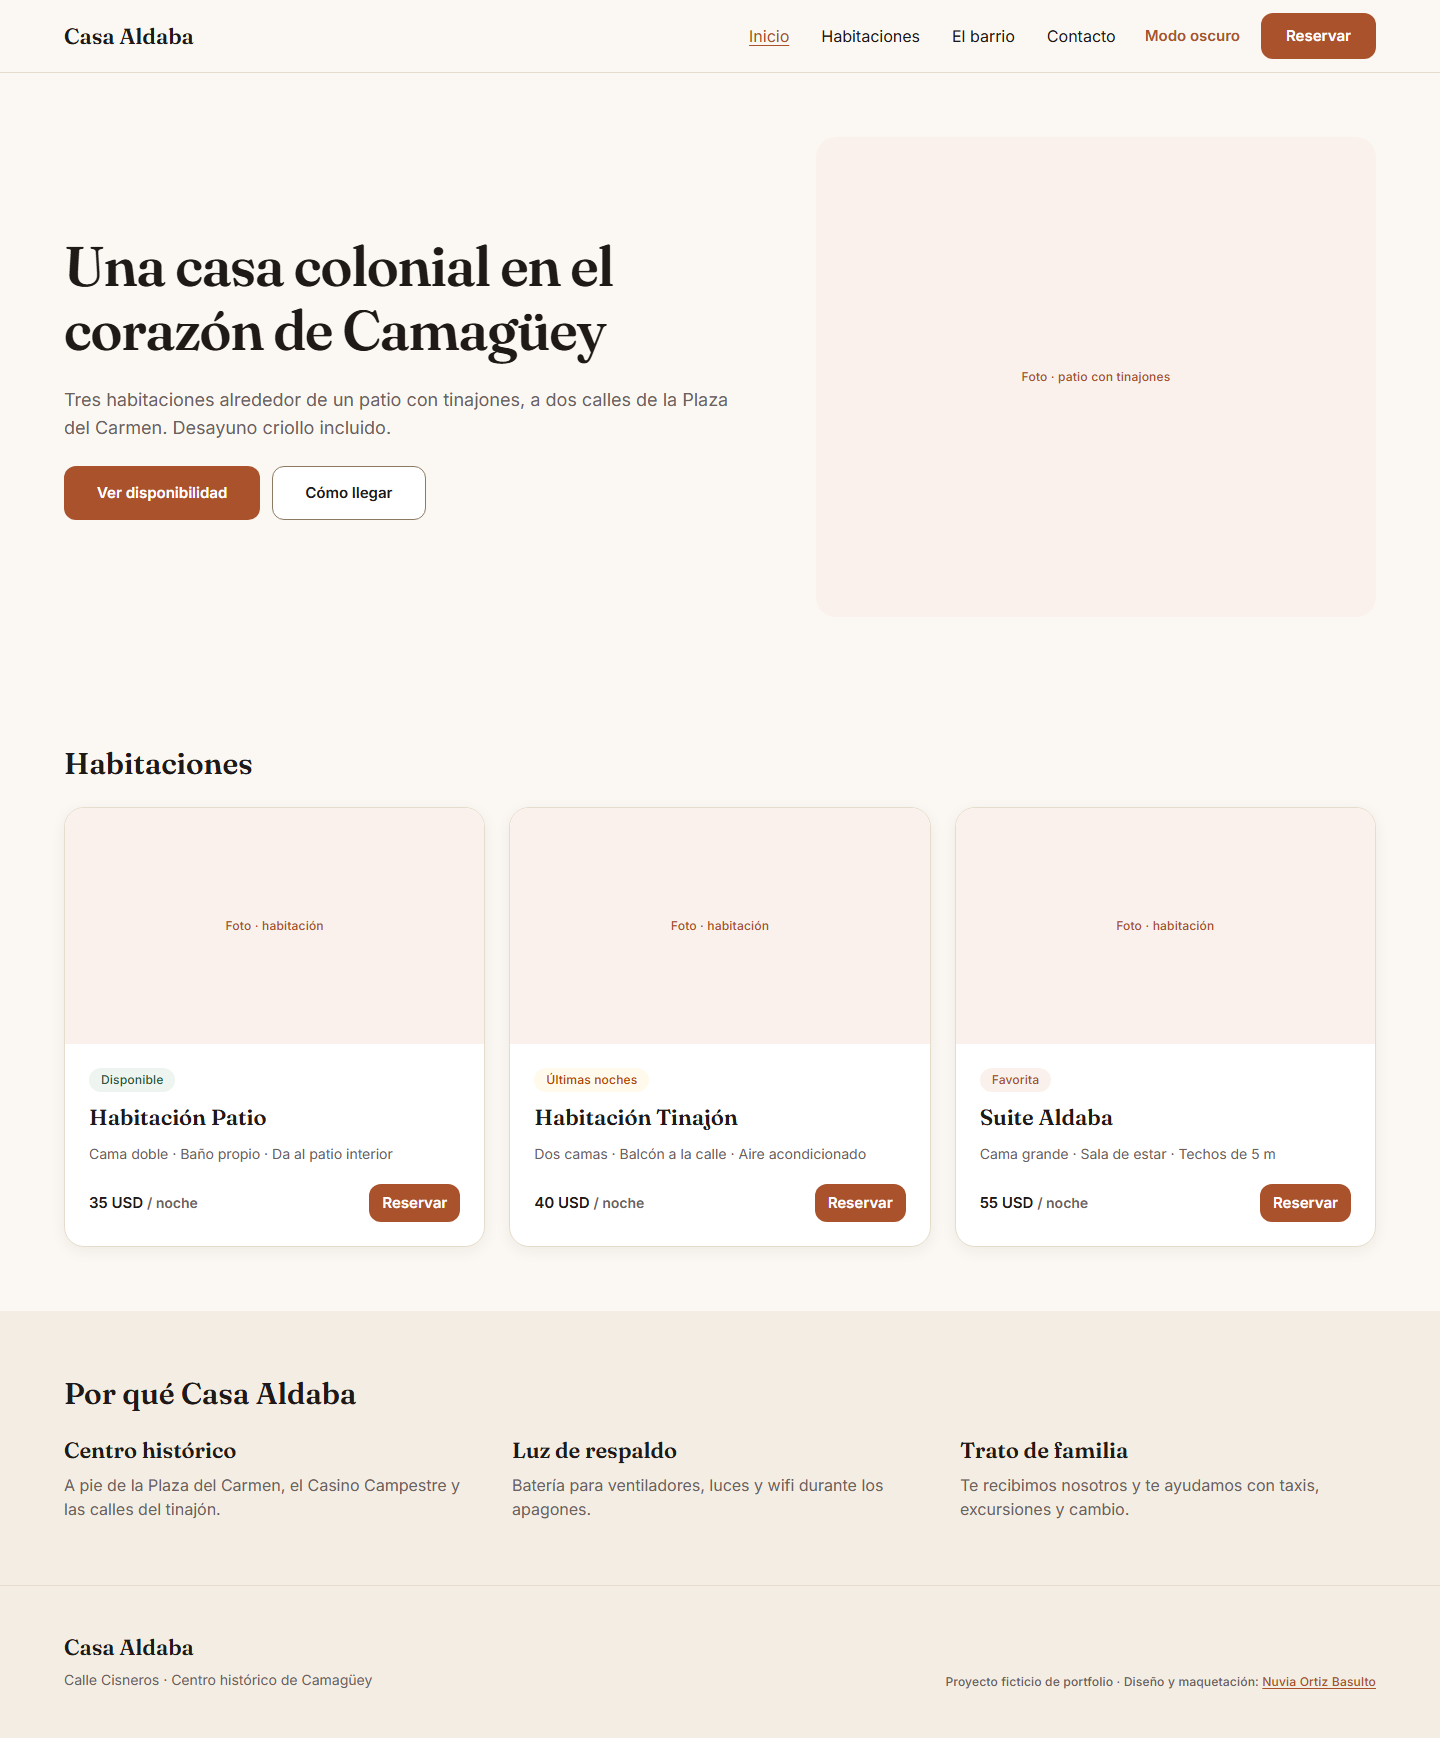 Casa Aldaba
Inicio
Habitaciones
El barrio
Contacto
Modo oscuro
Reservar
Una casa colonial en el
corazón de Camagüey
Tres habitaciones alrededor de un patio con tinajones, a dos calles de la Plaza
del Carmen. Desayuno criollo incluido.
Ver disponibilidad
Cómo llegar
Foto · patio con tinajones
Habitaciones
Foto · habitación
Disponible
Habitación Patio
Cama doble · Baño propio · Da al patio interior
35 USD / noche
Reservar
Foto · habitación
Últimas noches
Habitación Tinajón
Dos camas · Balcón a la calle · Aire acondicionado
40 USD / noche
Reservar
Foto · habitación
Favorita
Suite Aldaba
Cama grande · Sala de estar · Techos de 5 m
55 USD / noche
Reservar
Por qué Casa Aldaba
Centro histórico
A pie de la Plaza del Carmen, el Casino Campestre y
las calles del tinajón.
Luz de respaldo
Batería para ventiladores, luces y wifi durante los
apagones.
Trato de familia
Te recibimos nosotros y te ayudamos con taxis,
excursiones y cambio.
Casa Aldaba
Calle Cisneros · Centro histórico de Camagüey
Proyecto ficticio de portfolio · Diseño y maquetación: Nuvia Ortiz Basulto